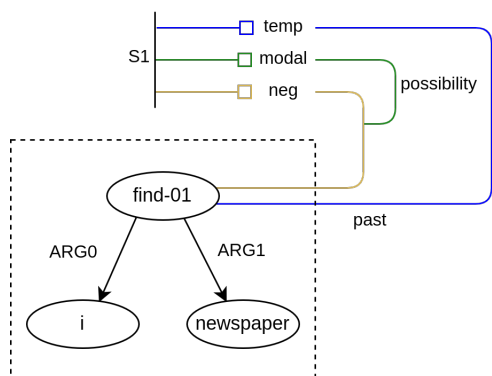 temp
S1
modal
possibility
neg
find-01
past
ARG0
ARG1
i
newspaper